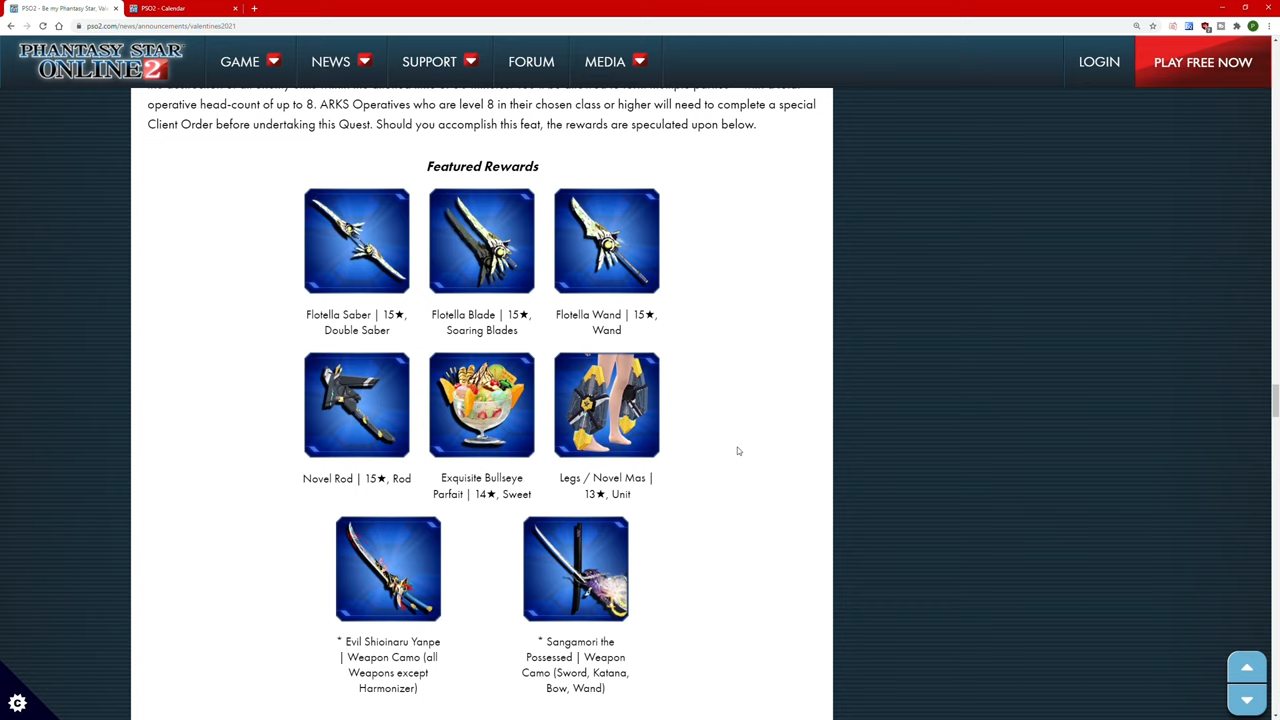 PSO2 - Be my Phantasy Star, Val
PSO2 - Calendar
pso2.com/news/announcements/valentines2021
PHANTASY STAR
ONLINE 2
GAME
NEWS
SUPPORT
FORUM
MEDIA
LOGIN
PLAY FREE NOW
operative head-count of up to 8. ARKS Operatives who are level 8 in their chosen class or higher will need to complete a special
Client Order before undertaking this Quest. Should you accomplish this feat, the rewards are speculated upon below.
Featured Rewards
Flotella Saber | 15★,
Double Saber
Flotella Blade | 15★,
Soaring Blades
Flotella Wand | 15★,
Wand
Novel Rod | 15★, Rod
Exquisite Bullseye
Parfait | 14★, Sweet
Legs / Novel Mas |
13★, Unit
* Evil Shioinaru Yanpe
| Weapon Camo (all
Weapons except
Harmonizer)
* Sangamori the
Possessed | Weapon
Camo (Sword, Katana,
Bow, Wand)